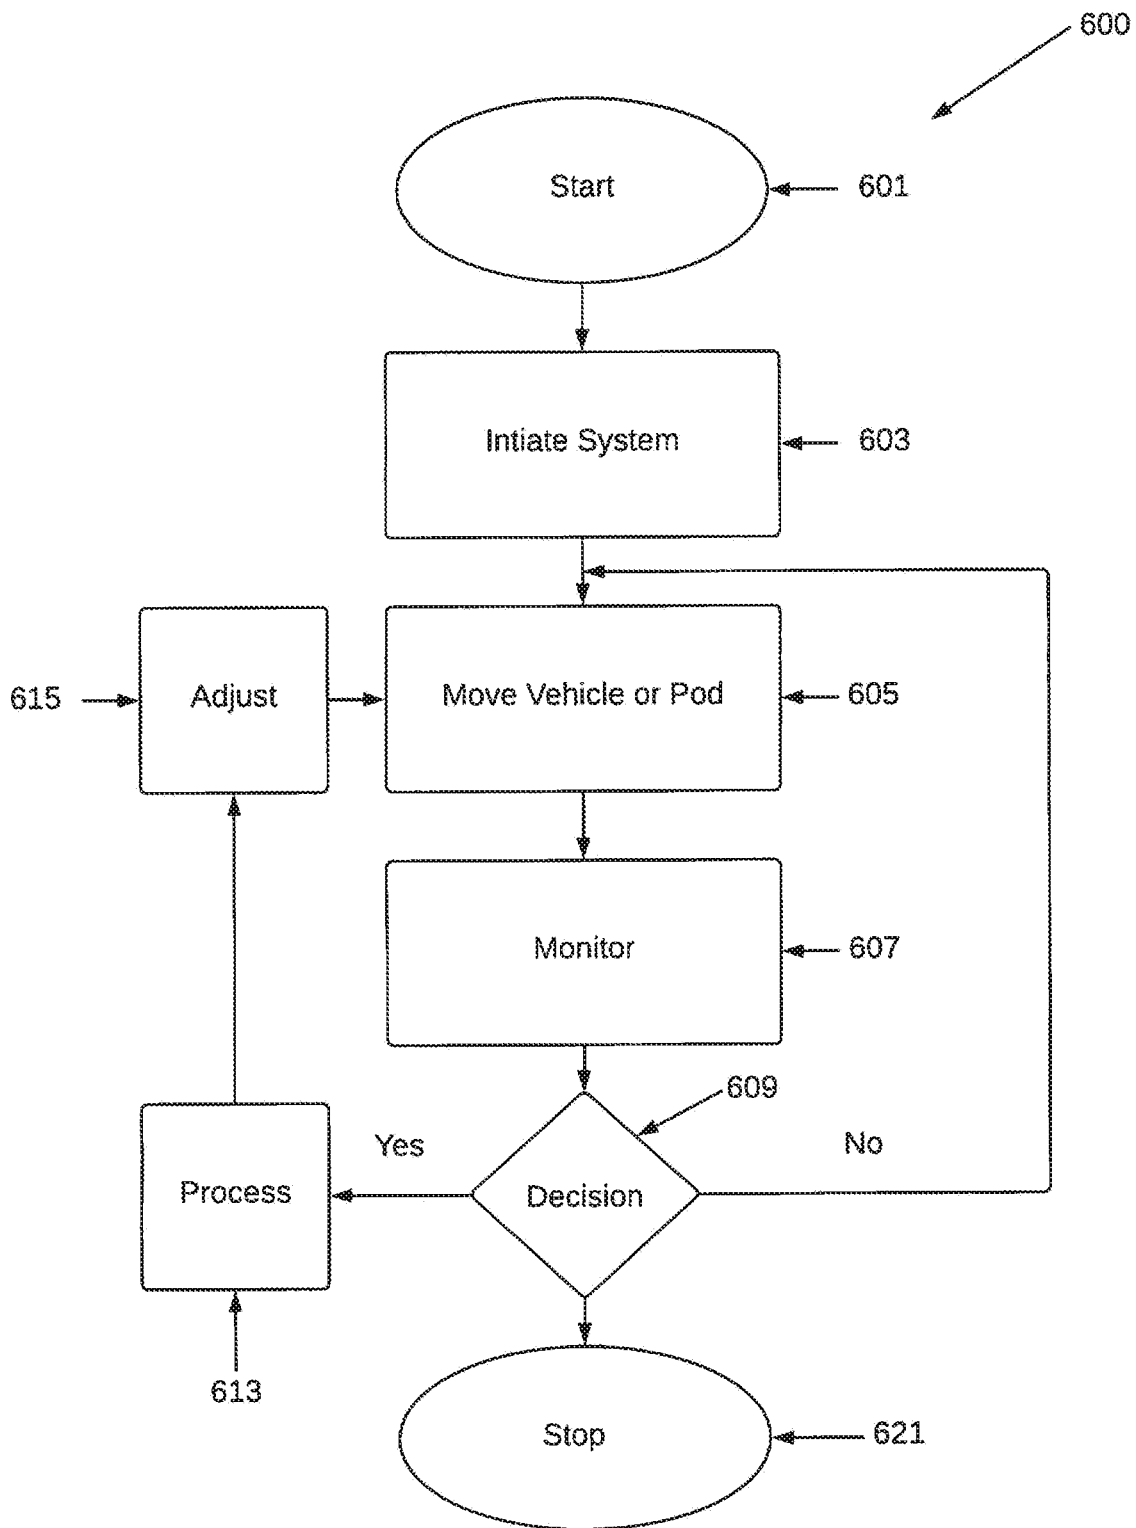 600
Start
601
Intiate System
603
615
Adjust
Move Vehicle or Pod
605
Monitor
607
609
Yes
No
Process
Decision
613
Stop
621